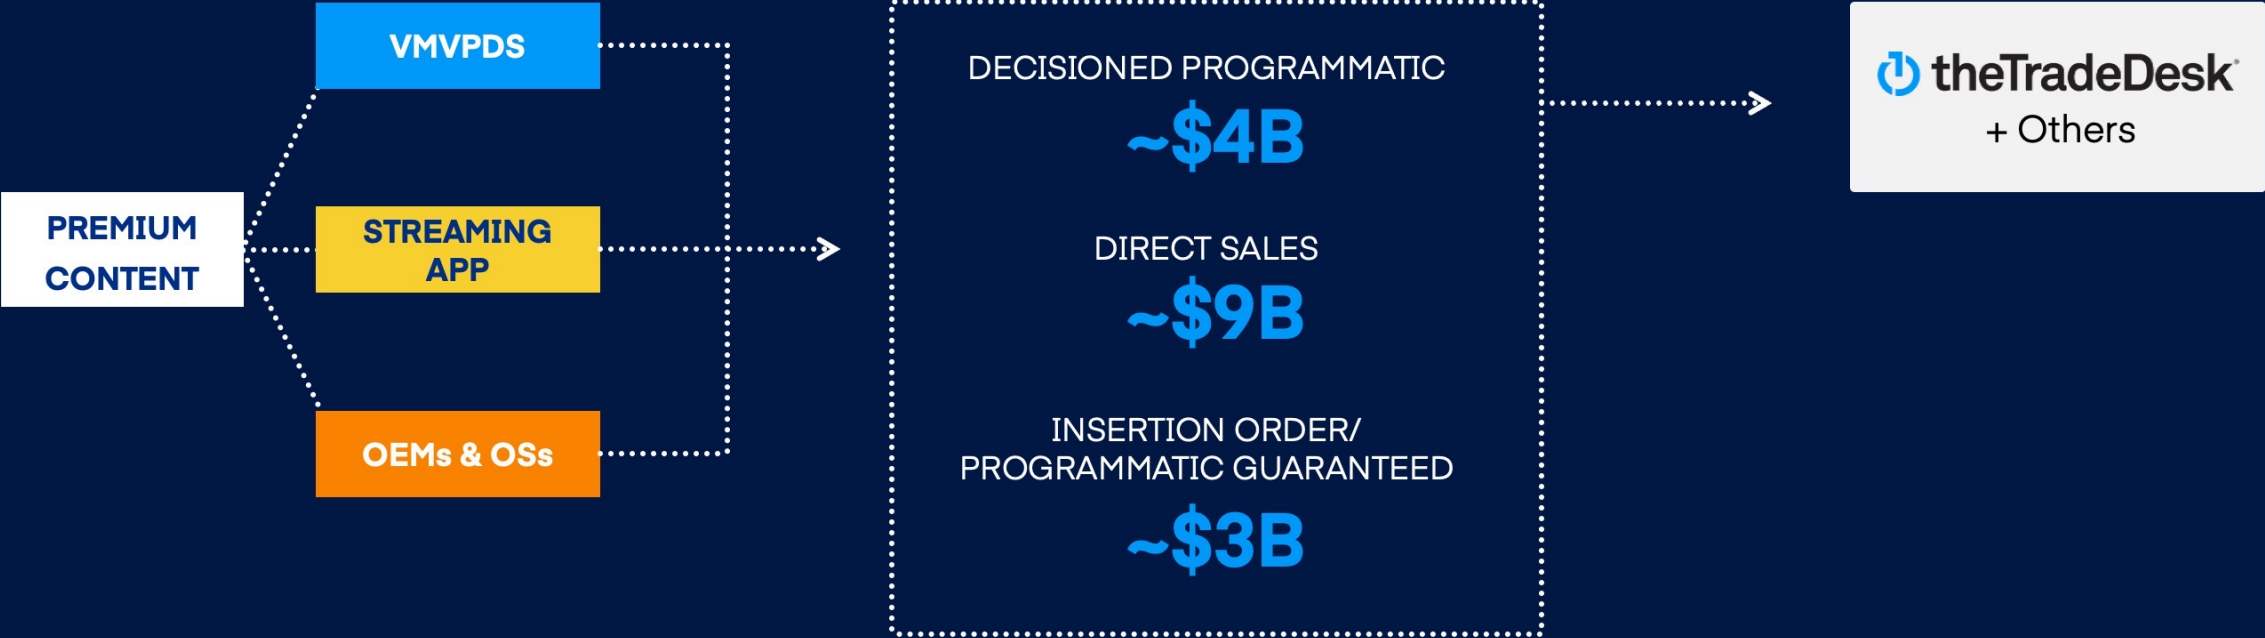 PREMIUM
CONTENT
VMVPDS
STREAMING
APP
OEMs & OSs
DECISIONED PROGRAMMATIC
~$4B
DIRECT SALES
~$9B
INSERTION ORDER/
PROGRAMMATIC GUARANTEED
~$3B
theTradeDesk
+ Others